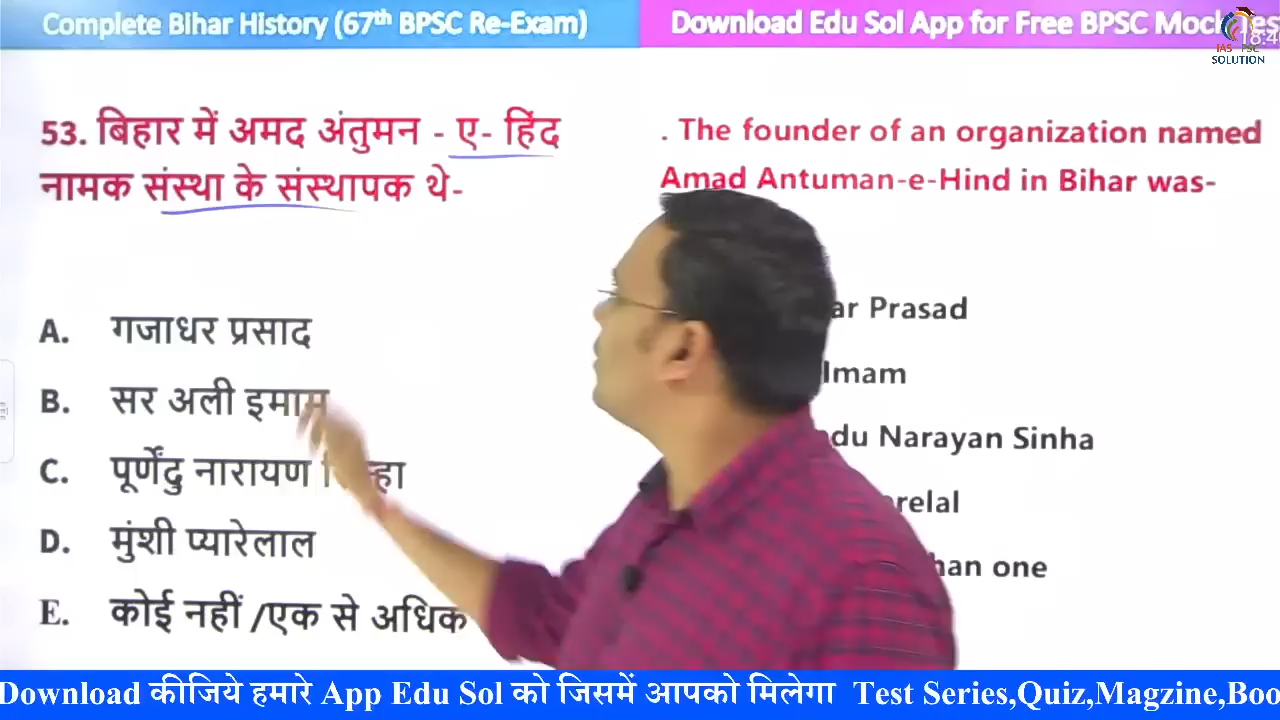 Complete Bihar History (67th BPSC Re-Exam)
Download Edu Sol App for Free BPSC Mock
18:4
IAS PSC
SOLUTION
53. बिहार में अमद अंतुमन - ए- हिंद
नामक संस्था के संस्थापक थे-
A. गजाधर प्रसाद
B. सर अली इमाम
C. पूर्णेंदु नारायण
D. मुंशी प्यारेलाल
E. कोई नहीं /एक से अधिक
. The founder of an organization named
Amad Antuman-e-Hind in Bihar was-
ar Prasad
Imam
du Narayan Sinha
relal
han one
Download कीजिये हमारे App Edu Sol को जिसमें आपको मिलेगा Test Series,Quiz,Magzine,Boo